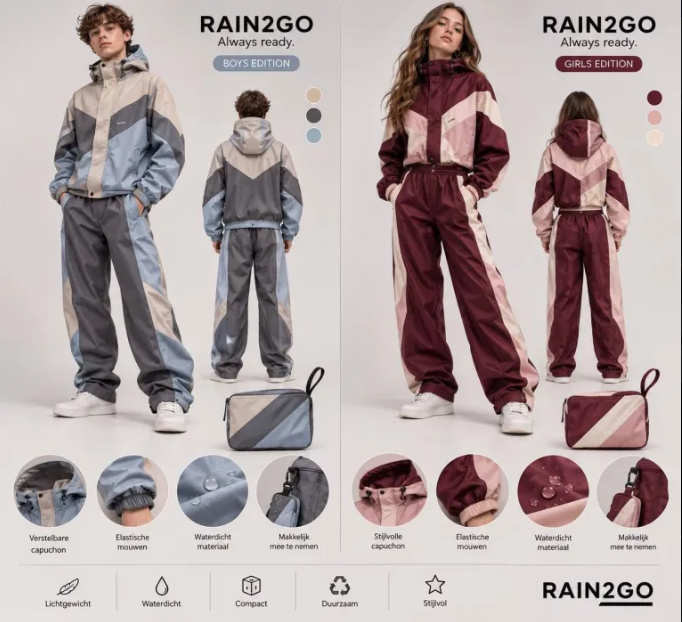 RAIN2GO
Always ready.
BOYS EDITION
RAIN2GO
Always ready.
GIRLS EDITION
Verstelbare
capuchon
Elastische
mouwen
Waterdicht
materiaal
Makkelijk
mee te nemen
Stijlvolle
capuchon
Elastische
mouwen
Waterdicht
materiaal
Makkelijk
mee te nemen
Lichtgewicht
Waterdicht
Compact
Duurzaam
Stijlvol
RAIN2GO